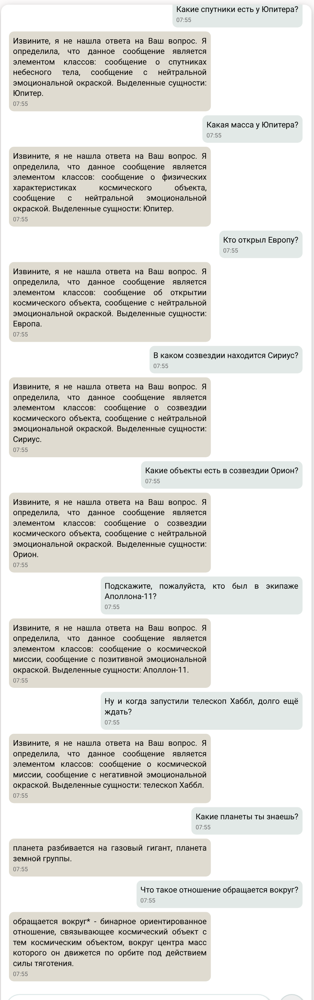 Какие спутники есть у Юпитера?
07:55
Извините, я не нашла ответа на Ваш вопрос. Я
определила, что данное сообщение является
элементом классов: сообщение о спутниках
небесного тела, сообщение с нейтральной
эмоциональной окраской. Выделенные сущности:
Юпитер.
07:55
Какая масса у Юпитера?
07:55
Извините, я не нашла ответа на Ваш вопрос. Я
определила, что данное сообщение является
элементом классов: сообщение о физических
характеристиках космического объекта,
сообщение с нейтральной эмоциональной
окраской. Выделенные сущности: Юпитер.
07:55
Кто открыл Европу?
07:55
Извините, я не нашла ответа на Ваш вопрос. Я
определила, что данное сообщение является
элементом классов: сообщение об открытии
космического объекта, сообщение с нейтральной
эмоциональной окраской. Выделенные сущности:
Европа.
07:55
В каком созвездии находится Сириус?
07:55
Извините, я не нашла ответа на Ваш вопрос. Я
определила, что данное сообщение является
элементом классов: сообщение о созвездии
космического объекта, сообщение с нейтральной
эмоциональной окраской. Выделенные сущности:
Сириус.
07:55
Какие объекты есть в созвездии Орион?
07:55
Извините, я не нашла ответа на Ваш вопрос. Я
определила, что данное сообщение является
элементом классов: сообщение о созвездии
космического объекта, сообщение с нейтральной
эмоциональной окраской. Выделенные сущности:
Орион.
07:55
Подскажите, пожалуйста, кто был в экипаже
Аполлона-11?
07:55
Извините, я не нашла ответа на Ваш вопрос. Я
определила, что данное сообщение является
элементом классов: сообщение о космической
миссии, сообщение с позитивной эмоциональной
окраской. Выделенные сущности: Аполлон-11.
07:55
Ну и когда запустили телескоп Хаббл, долго ещё
ждать?
07:55
Извините, я не нашла ответа на Ваш вопрос. Я
определила, что данное сообщение является
элементом классов: сообщение о космической
миссии, сообщение с негативной эмоциональной
окраской. Выделенные сущности: телескоп Хаббл.
07:55
Какие планеты ты знаешь?
07:55
планета разбивается на газовый гигант, планета
земной группы.
07:55
Что такое отношение обращается вокруг?
07:55
обращается вокруг* - бинарное ориентированное
отношение, связывающее космический объект с
тем космическим объектом, вокруг центра масс
которого он движется по орбите под действием
силы тяготения.
07:55